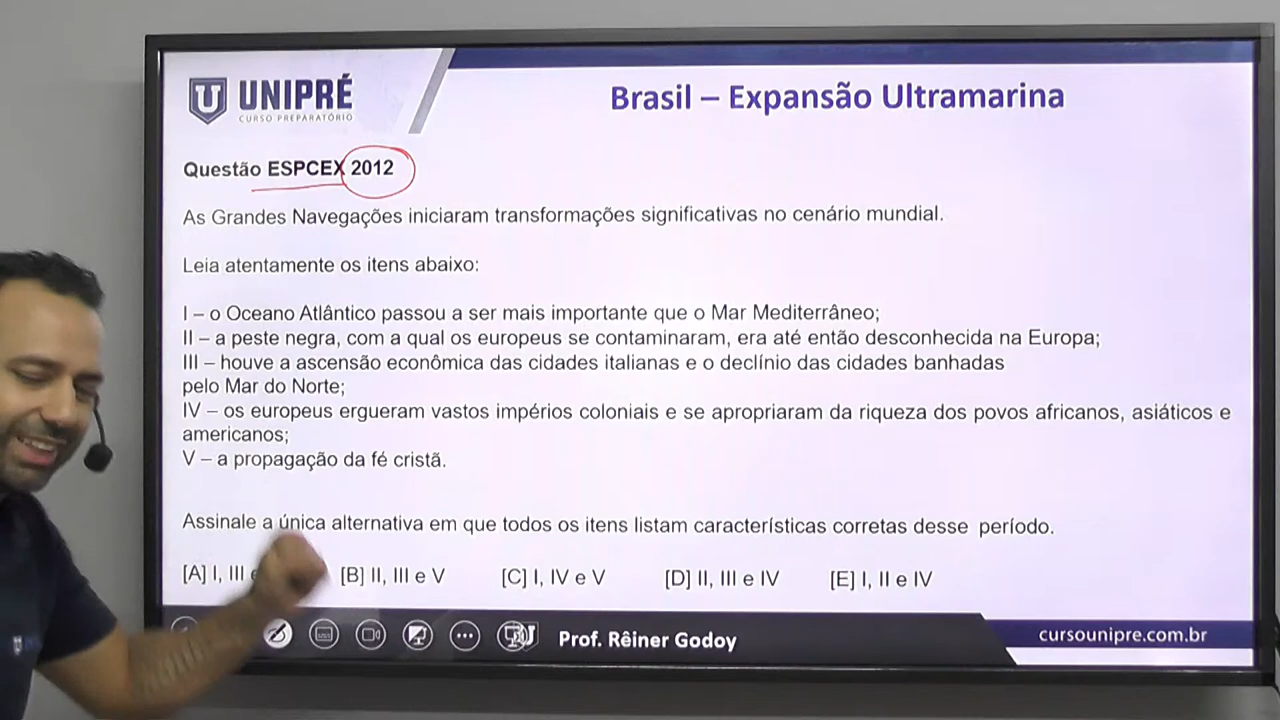 UNIPRÉ
CURSO PREPARATÓRIO
Brasil – Expansão Ultramarina
Questão ESPCEX 2012
As Grandes Navegações iniciaram transformações significativas no cenário mundial.
Leia atentamente os itens abaixo:
I – o Oceano Atlântico passou a ser mais importante que o Mar Mediterrâneo;
II – a peste negra, com a qual os europeus se contaminaram, era até então desconhecida na Europa;
III – houve a ascensão econômica das cidades italianas e o declínio das cidades banhadas
pelo Mar do Norte;
IV – os europeus ergueram vastos impérios coloniais e se apropriaram da riqueza dos povos africanos, asiáticos e
americanos;
V – a propagação da fé cristã.
Assinale a única alternativa em que todos os itens listam características corretas desse período.
[A] I, III [B] II, III e V [C] I, IV e V [D] II, III e IV [E] I, II e IV
Prof. Rêiner Godoy
cursounipre.com.br